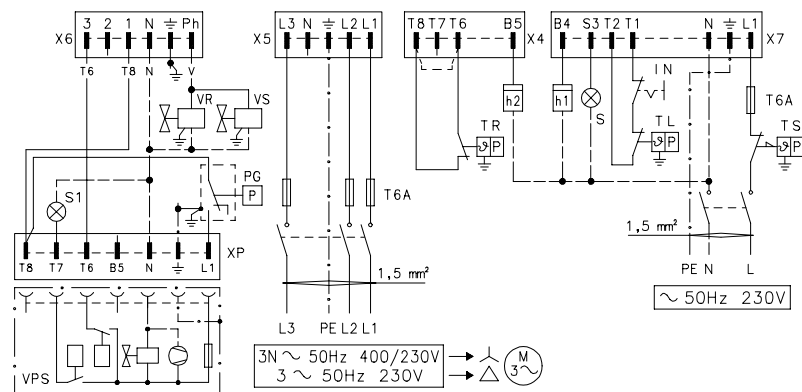 X6 3 2 1 N ⏚ Ph
X5 L3 N ⏚ L2 L1
T8 T7 T6 B5 X4
B4 S3 T2 T1 N ⏚ L1 X7
T6 T8 N V
VR VS
h2 h1 S IN T6A
TR ϑ P
TL ϑ P
TS ϑ P
PG P
S1
T6A
T8 T7 T6 B5 N ⏚ L1 XP
1,5 mm²
1,5 mm²
PE N L
~ 50Hz 230V
L3 PE L2 L1
3N ~ 50Hz 400/230V
3 ~ 50Hz 230V
M 3~
VPS